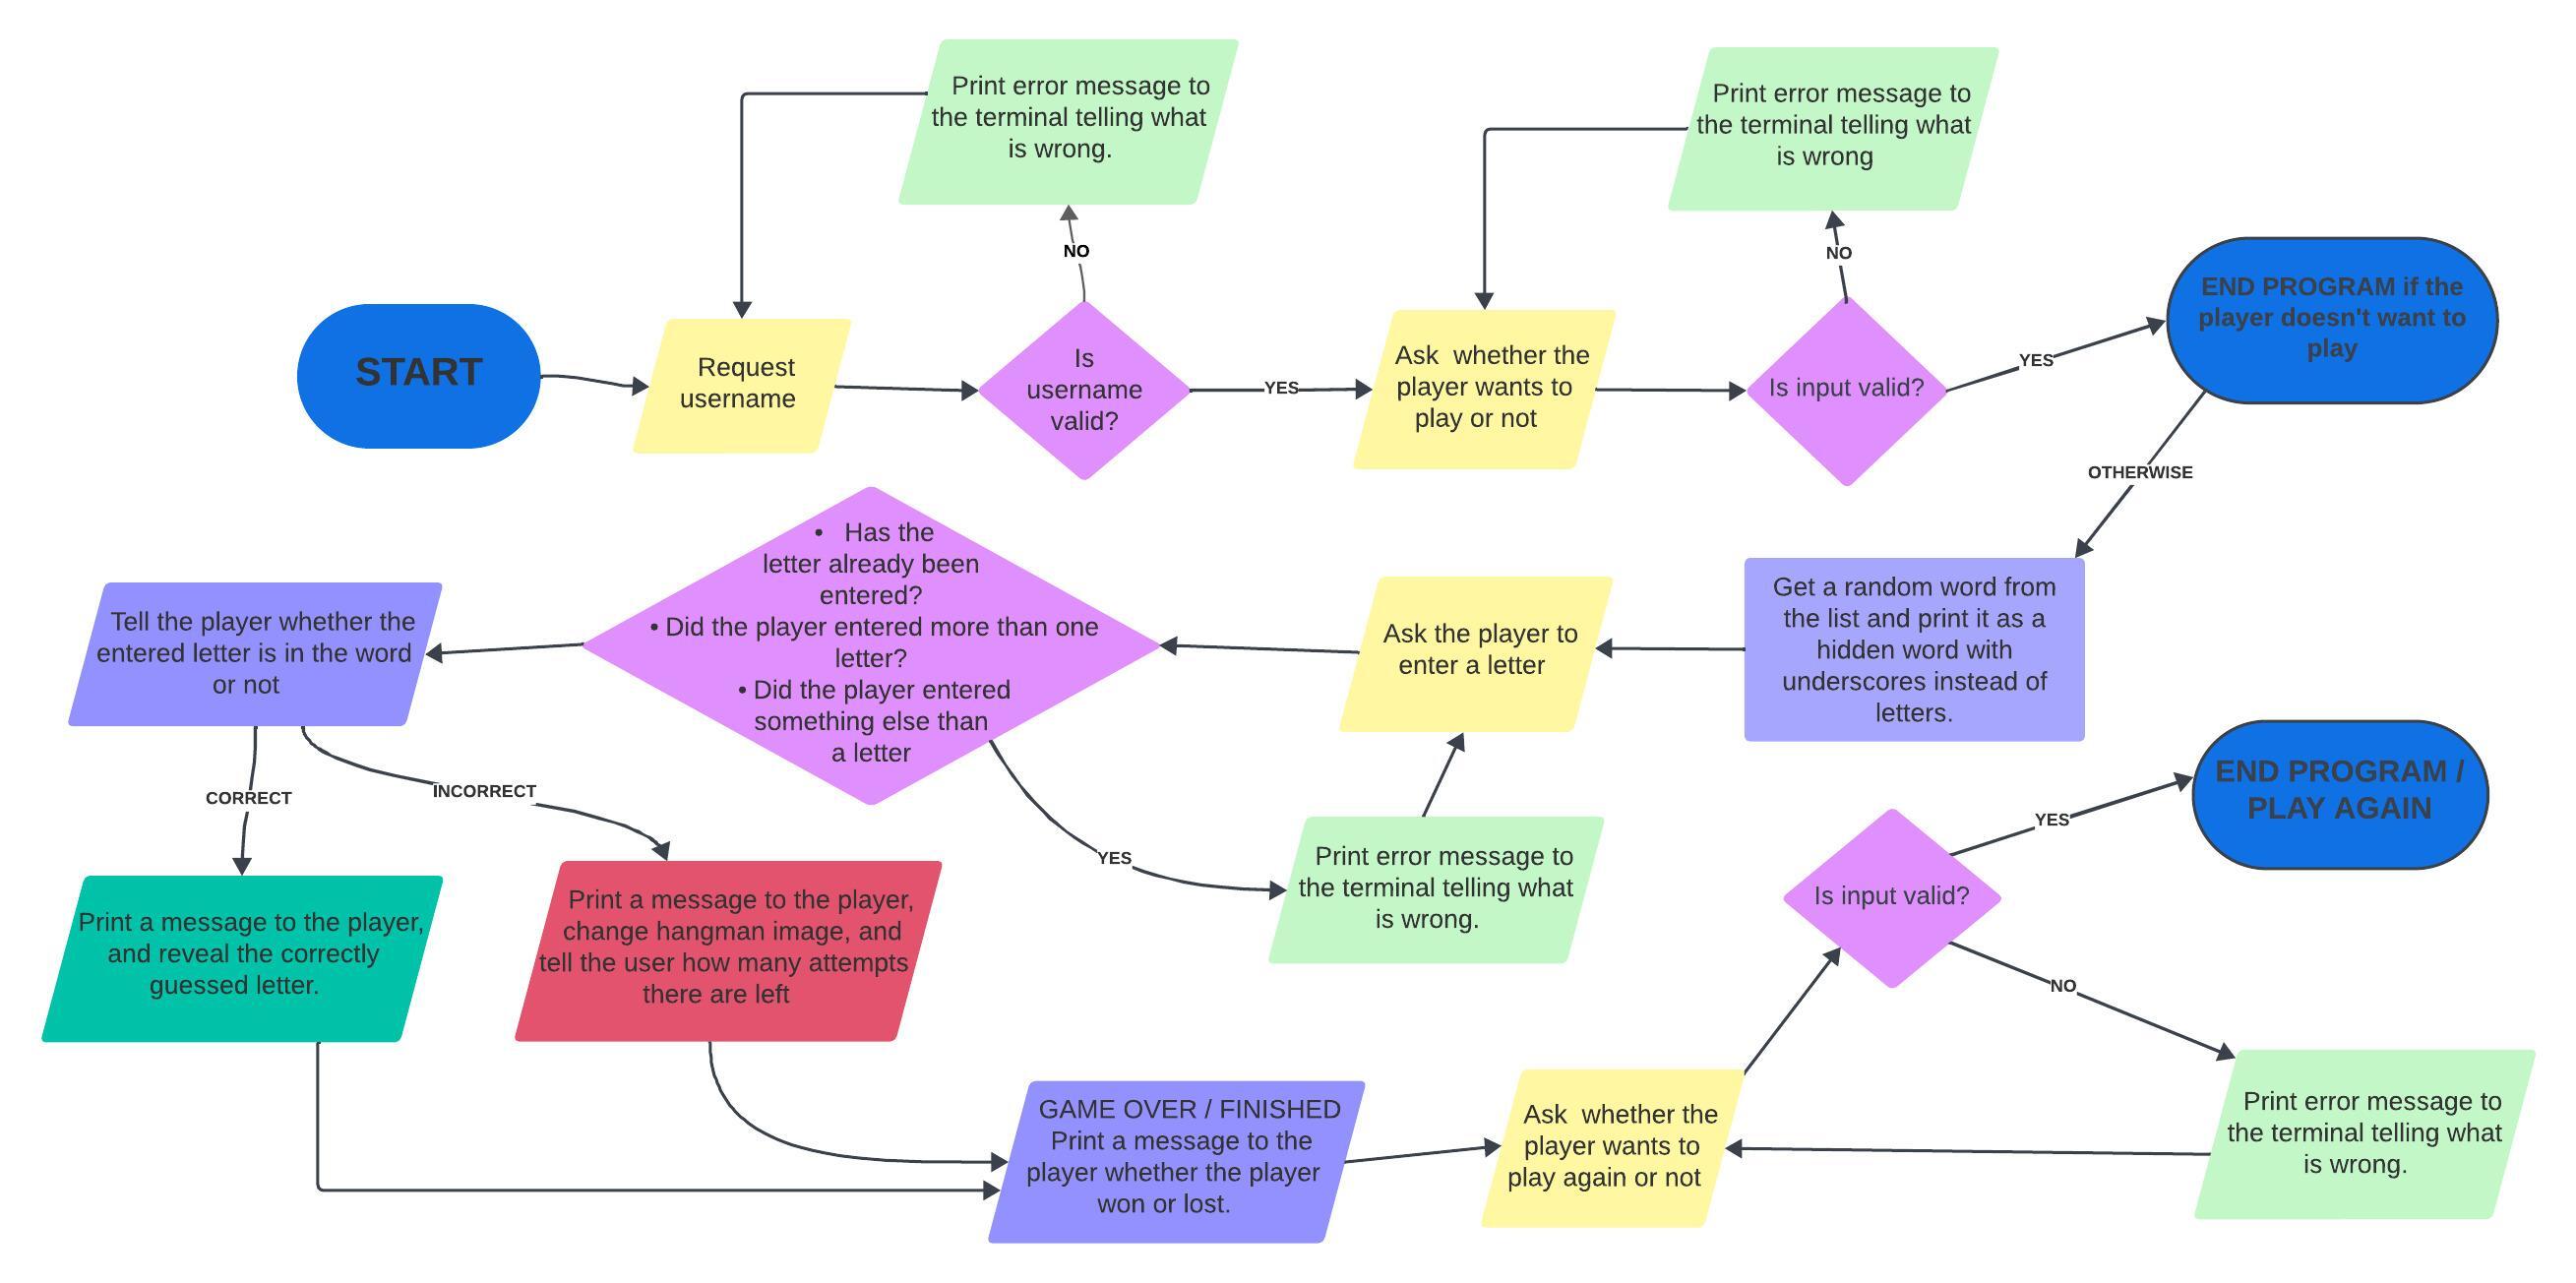 Print error message to
the terminal telling what
is wrong.
Print error message to
the terminal telling what
is wrong
NO
NO
START
Request
username
Is
username
valid?
YES
Ask whether the
player wants to
play or not
Is input valid?
YES
END PROGRAM if the
player doesn't want to
play
OTHERWISE
Get a random word from
the list and print it as a
hidden word with
underscores instead of
letters.
Ask the player to
enter a letter
• Has the
letter already been
entered?
• Did the player entered more than one
letter?
• Did the player entered
something else than
a letter
YES
Print error message to
the terminal telling what
is wrong.
Tell the player whether the
entered letter is in the word
or not
CORRECT
INCORRECT
Print a message to the player,
and reveal the correctly
guessed letter.
Print a message to the player,
change hangman image, and
tell the user how many attempts
there are left
GAME OVER / FINISHED
Print a message to the
player whether the player
won or lost.
Ask whether the
player wants to
play again or not
Is input valid?
YES
END PROGRAM /
PLAY AGAIN
NO
Print error message to
the terminal telling what
is wrong.